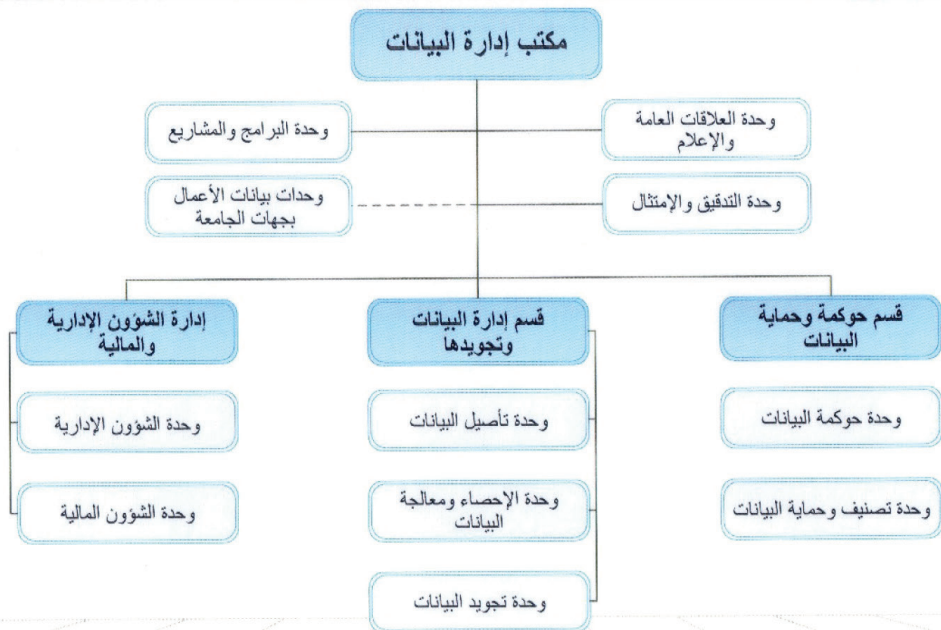 مكتب إدارة البيانات
وحدة العلاقات العامة
والإعلام
وحدة البرامج والمشاريع
وحدة التدقيق والإمتثال
وحدات بيانات الأعمال
بجهات الجامعة
قسم حوكمة وحماية
البيانات
وحدة حوكمة البيانات
وحدة تصنيف وحماية البيانات
قسم إدارة البيانات
وتجويدها
وحدة تأصيل البيانات
وحدة الإحصاء ومعالجة
البيانات
وحدة تجويد البيانات
إدارة الشؤون الإدارية
والمالية
وحدة الشؤون الإدارية
وحدة الشؤون المالية